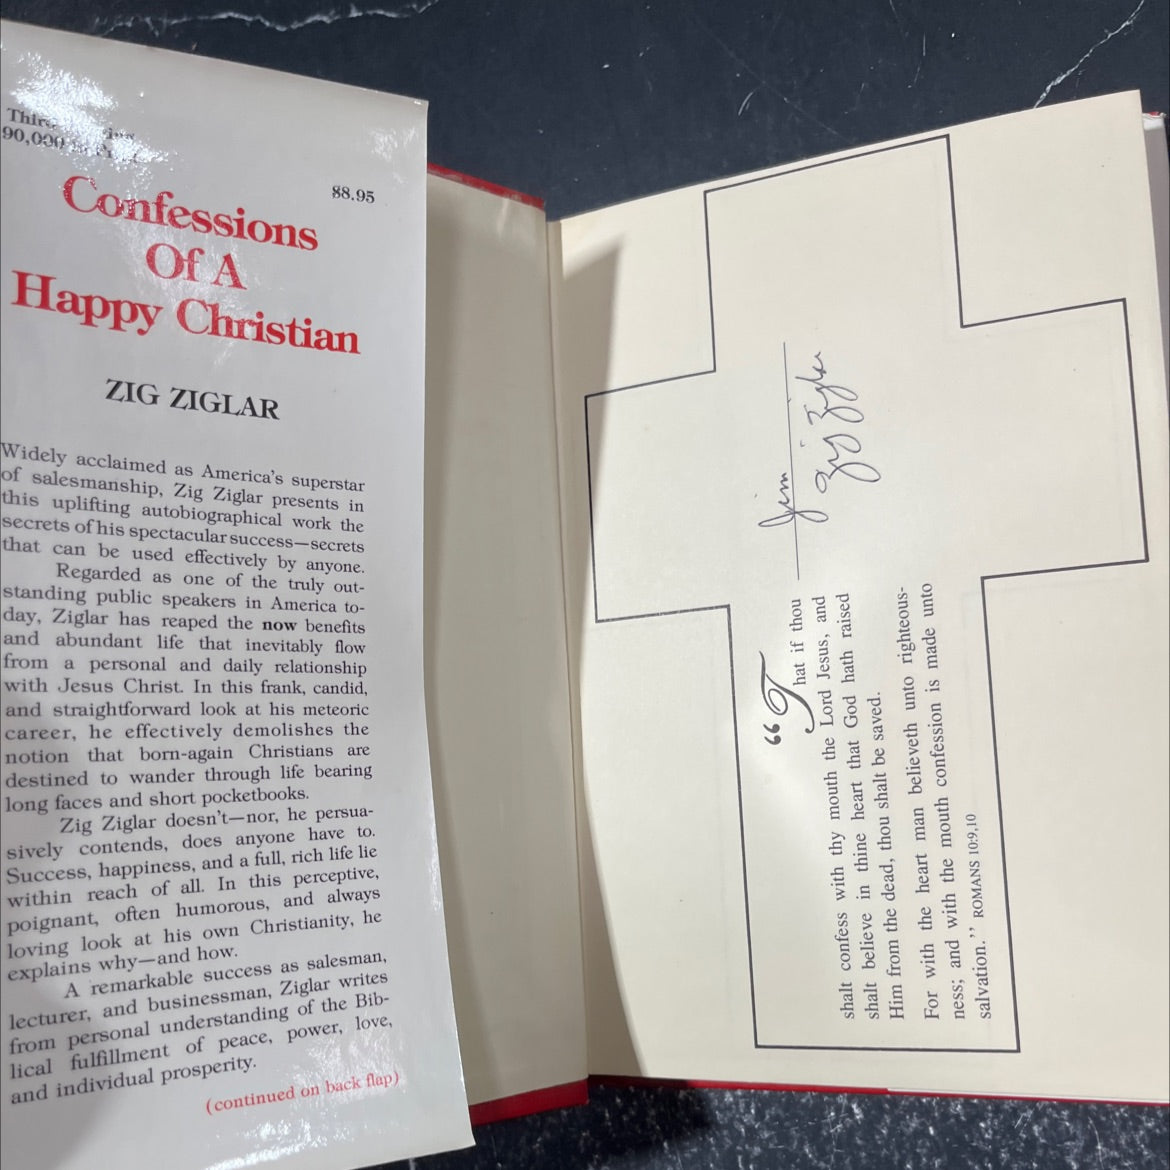 90,000
$8.95
Confessions
Of A
Happy Christian
ZIG ZIGLAR
Widely acclaimed as America's superstar
of salesmanship, Zig Ziglar presents in
this uplifting autobiographical work the
secrets of his spectacular success—secrets
that can be used effectively by anyone.
Regarded as one of the truly out-
standing public speakers in America to-
day, Ziglar has reaped the now benefits
and abundant life that inevitably flow
from a personal and daily relationship
with Jesus Christ. In this frank, candid,
and straightforward look at his meteoric
career, he effectively demolishes the
notion that born-again Christians are
destined to wander through life bearing
long faces and short pocketbooks.
Zig Ziglar doesn't—nor, he persua-
sively contends, does anyone have to.
Success, happiness, and a full, rich life lie
within reach of all. In this perceptive,
poignant, often humorous, and always
loving look at his own Christianity, he
explains why—and how.
A remarkable success as salesman,
lecturer, and businessman, Ziglar writes
from personal understanding of the Bib-
lical fulfillment of peace, power, love,
and individual prosperity.
(continued on back flap)
Jim
Zig Ziglar
“That if thou
shalt confess with thy mouth the Lord Jesus, and
shalt believe in thine heart that God hath raised
Him from the dead, thou shalt be saved.
For with the heart man believeth unto righteous-
ness; and with the mouth confession is made unto
salvation.” ROMANS 10:9,10